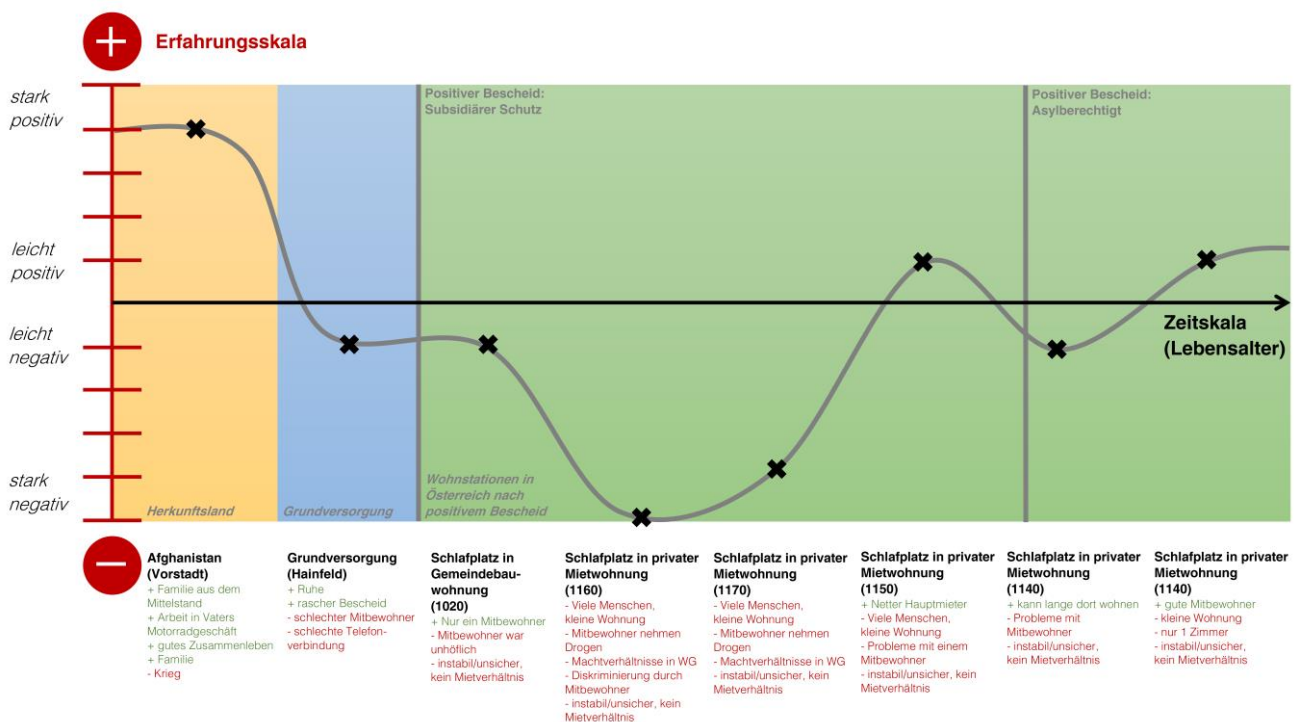 + Erfahrungsskala
stark
positiv
leicht
positiv
leicht
negativ
stark
negativ
Positiver Bescheid:
Subsidiärer Schutz
Positiver Bescheid:
Asylberechtigt
Zeitskala
(Lebensalter)
Herkunftsland
Grundversorgung
Wohnstationen in
Österreich nach
positivem Bescheid
−
Afghanistan
(Vorstadt)
+ Familie aus dem
Mittelstand
+ Arbeit in Vaters
Motorradgeschäft
+ gutes Zusammenleben
+ Familie
- Krieg
Grundversorgung
(Hainfeld)
+ Ruhe
+ rascher Bescheid
- schlechter Mitbewohner
- schlechte Telefon-
verbindung
Schlafplatz in
Gemeindebau-
wohnung
(1020)
+ Nur ein Mitbewohner
- Mitbewohner war
unhöflich
- instabil/unsicher,
kein Mietverhältnis
Schlafplatz in privater
Mietwohnung
(1160)
- Viele Menschen,
kleine Wohnung
- Mitbewohner nehmen
Drogen
- Machtverhältnisse in WG
- Diskriminierung durch
Mitbewohner
- instabil/unsicher, kein
Mietverhältnis
Schlafplatz in privater
Mietwohnung
(1170)
- Viele Menschen,
kleine Wohnung
- Mitbewohner nehmen
Drogen
- Machtverhältnisse in WG
- instabil/unsicher, kein
Mietverhältnis
Schlafplatz in privater
Mietwohnung
(1150)
+ Netter Hauptmieter
- Viele Menschen,
kleine Wohnung
- Probleme mit einem
Mitbewohner
- instabil/unsicher, kein
Mietverhältnis
Schlafplatz in privater
Mietwohnung
(1140)
+ kann lange dort wohnen
- Probleme mit
Mitbewohner
- instabil/unsicher,
kein Mietverhältnis
Schlafplatz in privater
Mietwohnung
(1140)
+ gute Mitbewohner
- kleine Wohnung
- nur 1 Zimmer
- instabil/unsicher,
kein Mietverhältnis